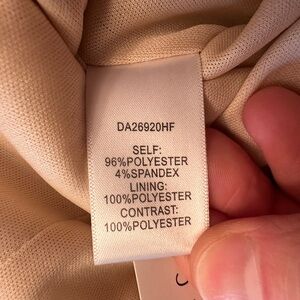 DA26920HF
SELF:
96%POLYESTER
4%SPANDEX
LINING:
100%POLYESTER
CONTRAST:
100%POLYESTER